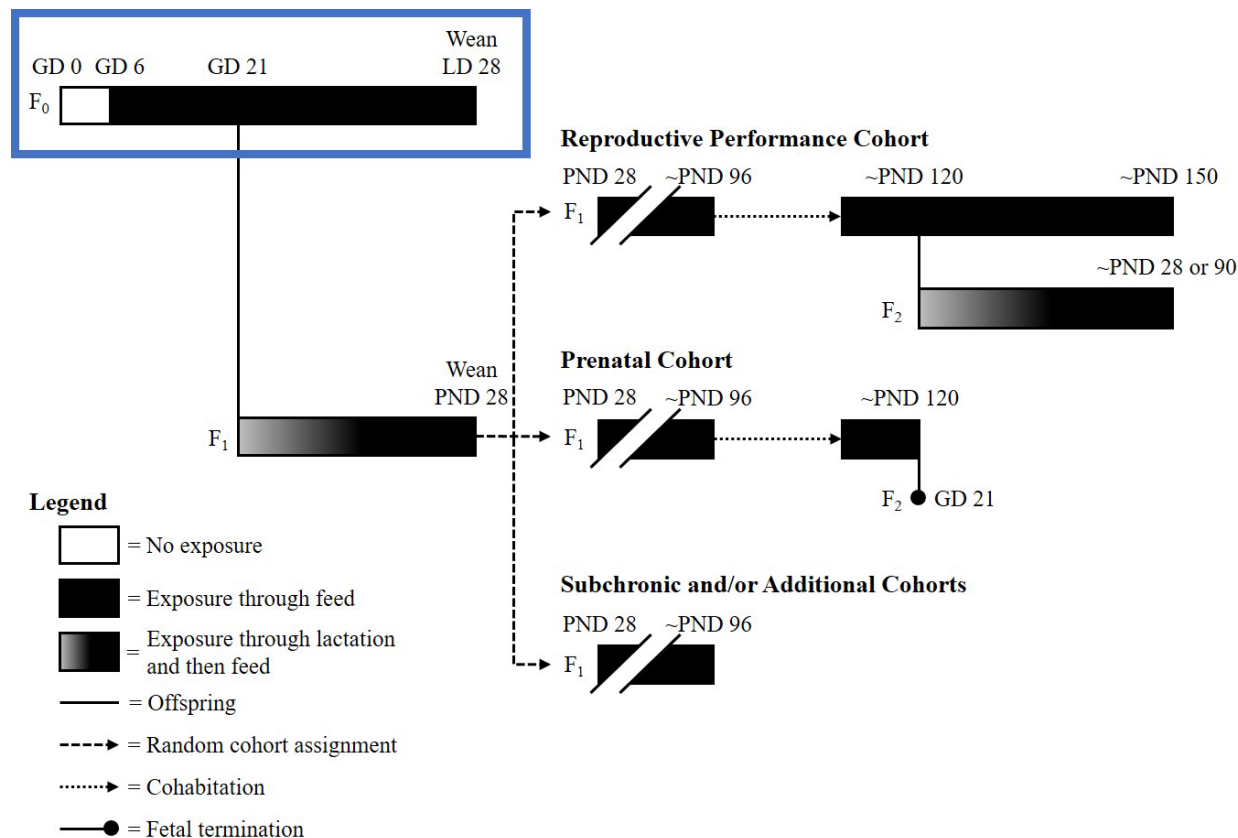 Wean
GD 0 GD 6 GD 21 LD 28
F₀
Reproductive Performance Cohort
PND 28 ~PND 96 ~PND 120 ~PND 150
F₁
~PND 28 or 90
F₂
Prenatal Cohort
Wean
PND 28
PND 28 ~PND 96 ~PND 120
F₁
F₁
F₂ GD 21
Legend
= No exposure
= Exposure through feed
= Exposure through lactation
and then feed
= Offspring
= Random cohort assignment
= Cohabitation
= Fetal termination
Subchronic and/or Additional Cohorts
PND 28 ~PND 96
F₁